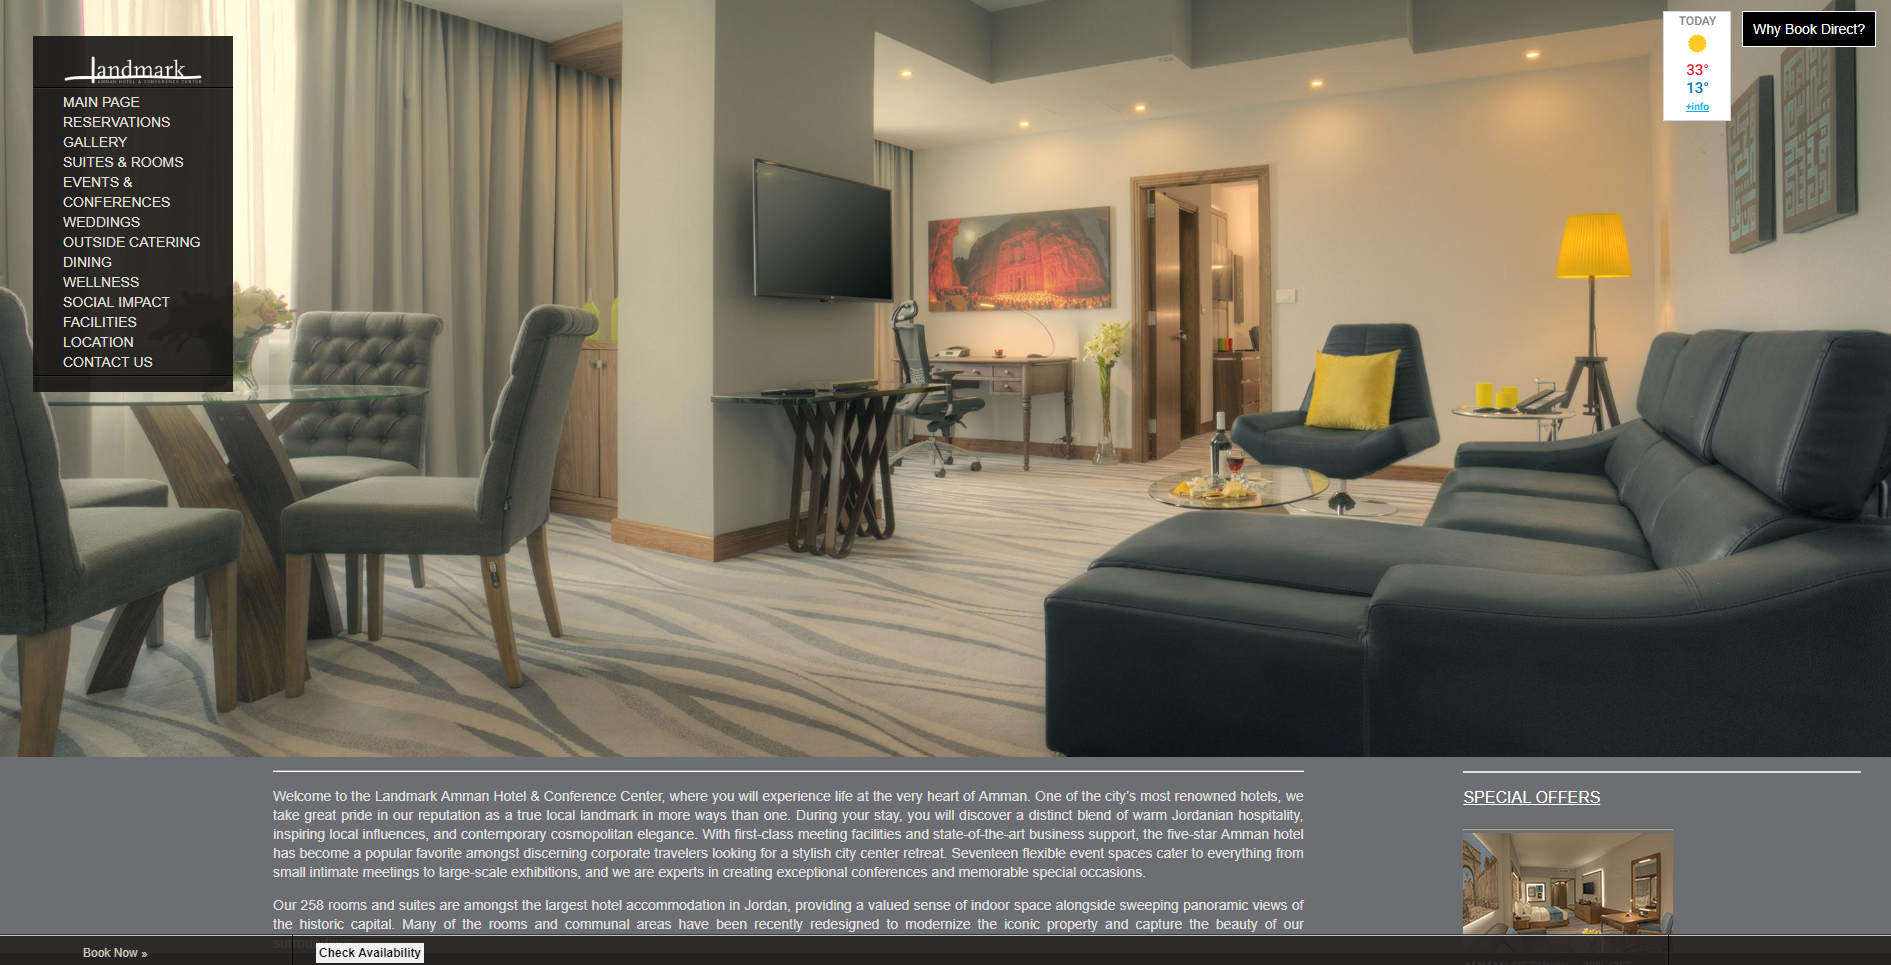 landmark
AMMAN HOTEL & CONFERENCE CENTER
MAIN PAGE
RESERVATIONS
GALLERY
SUITES & ROOMS
EVENTS &
CONFERENCES
WEDDINGS
OUTSIDE CATERING
DINING
WELLNESS
SOCIAL IMPACT
FACILITIES
LOCATION
CONTACT US
TODAY
33°
13°
+info
Why Book Direct?
Welcome to the Landmark Amman Hotel & Conference Center, where you will experience life at the very heart of Amman. One of the city's most renowned hotels, we
take great pride in our reputation as a true local landmark in more ways than one. During your stay, you will discover a distinct blend of warm Jordanian hospitality,
inspiring local influences, and contemporary cosmopolitan elegance. With first-class meeting facilities and state-of-the-art business support, the five-star Amman hotel
has become a popular favorite amongst discerning corporate travelers looking for a stylish city center retreat. Seventeen flexible event spaces cater to everything from
small intimate meetings to large-scale exhibitions, and we are experts in creating exceptional conferences and memorable special occasions.
Our 258 rooms and suites are amongst the largest hotel accommodation in Jordan, providing a valued sense of indoor space alongside sweeping panoramic views of
the historic capital. Many of the rooms and communal areas have been recently redesigned to modernize the iconic property and capture the beauty of our
SPECIAL OFFERS
Book Now »
Check Availability